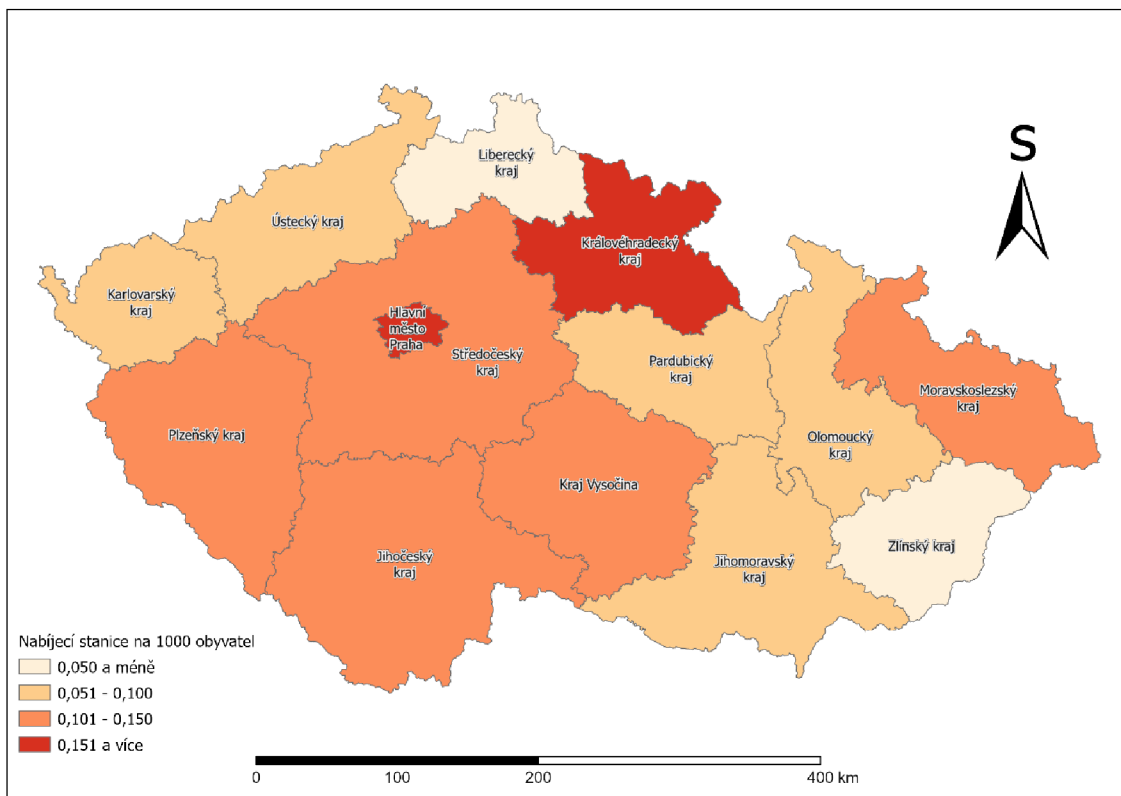 S
Liberecký
kraj
Ústecký kraj
Královéhradecký
kraj
Karlovarský
kraj
Hlavní
město
Praha
Středočeský
kraj
Pardubický
kraj
Moravskoslezský
kraj
Plzeňský kraj
Olomoucký
kraj
Kraj Vysočina
Jihočeský
kraj
Jihomoravský
kraj
Zlínský kraj
Nabíjecí stanice na 1000 obyvatel
0,050 a méně
0,051 - 0,100
0,101 - 0,150
0,151 a více
0 100 200 400 km